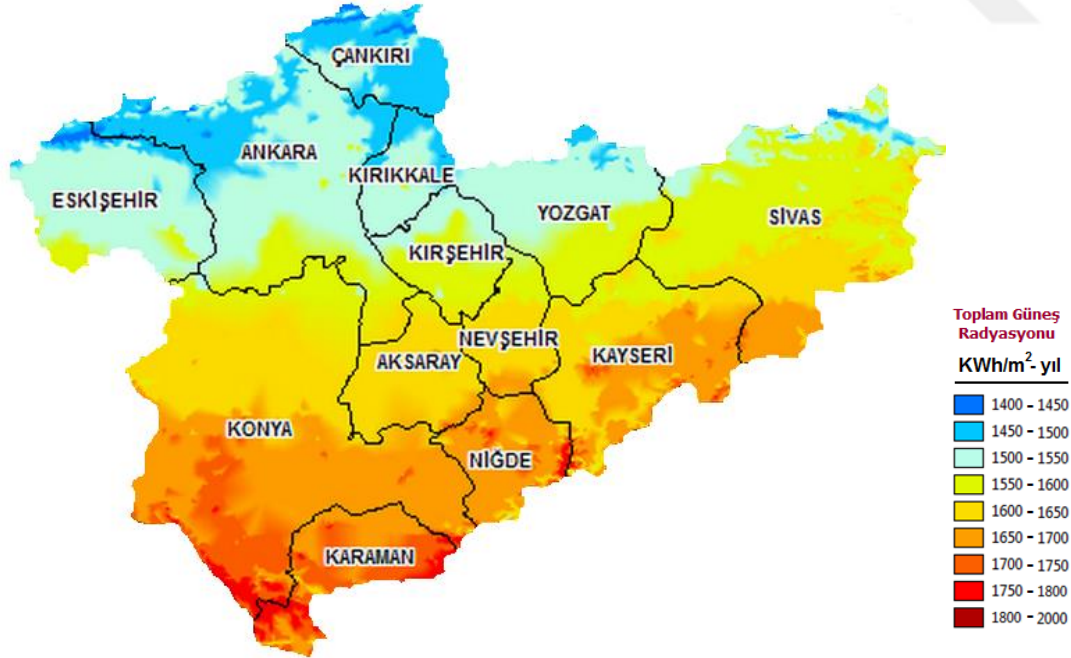 ÇANKIRI
ANKARA
KIRIKKALE
ESKİŞEHİR
YOZGAT
SİVAS
KIRŞEHİR
NEVŞEHİR
KAYSERİ
AKSARAY
KONYA
NİĞDE
KARAMAN
Toplam Güneş
Radyasyonu
KWh/m²- yıl
1400 - 1450
1450 - 1500
1500 - 1550
1550 - 1600
1600 - 1650
1650 - 1700
1700 - 1750
1750 - 1800
1800 - 2000